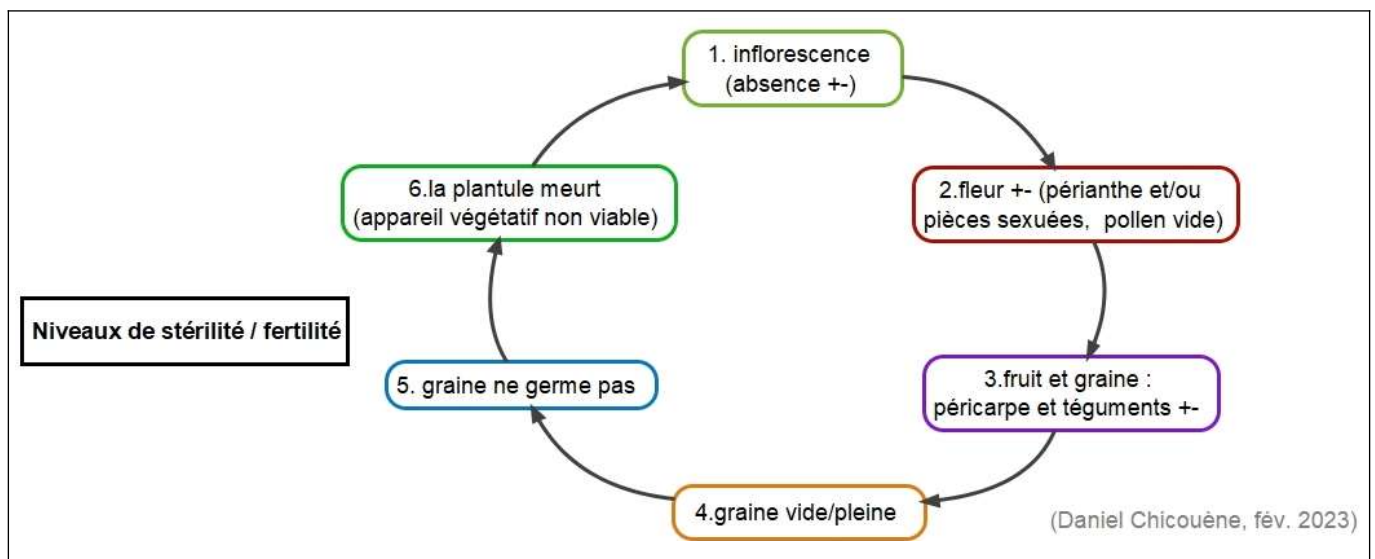 1. inflorescence
(absence +-)
2.fleur +- (périanthe et/ou
pièces sexuées, pollen vide)
3.fruit et graine :
péricarpe et téguments +-
4.graine vide/pleine
5. graine ne germe pas
6.la plantule meurt
(appareil végétatif non viable)
Niveaux de stérilité / fertilité
(Daniel Chicouène, fév. 2023)